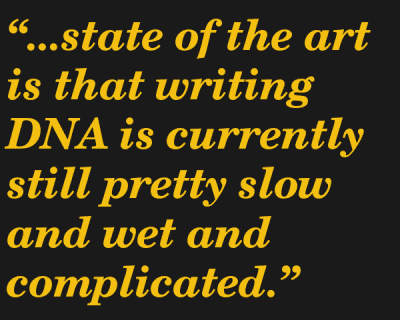 “...state of the art
is that writing
DNA is currently
still pretty slow
and wet and
complicated.”